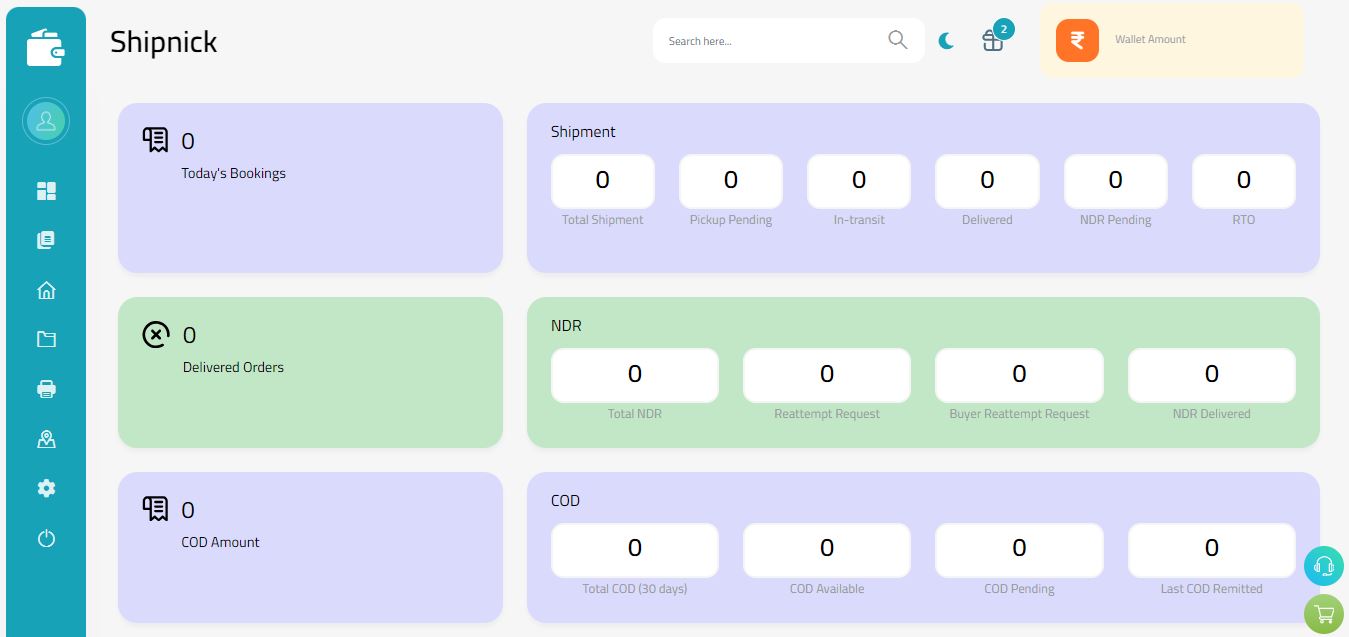 Shipnick
Search here...
2
₹
Wallet Amount
0
Today's Bookings
Shipment
0 0 0 0 0 0
Total Shipment Pickup Pending In-transit Delivered NDR Pending RTO
0
Delivered Orders
NDR
0 0 0 0
Total NDR Reattempt Request Buyer Reattempt Request NDR Delivered
0
COD Amount
COD
0 0 0 0
Total COD (30 days) COD Available COD Pending Last COD Remitted